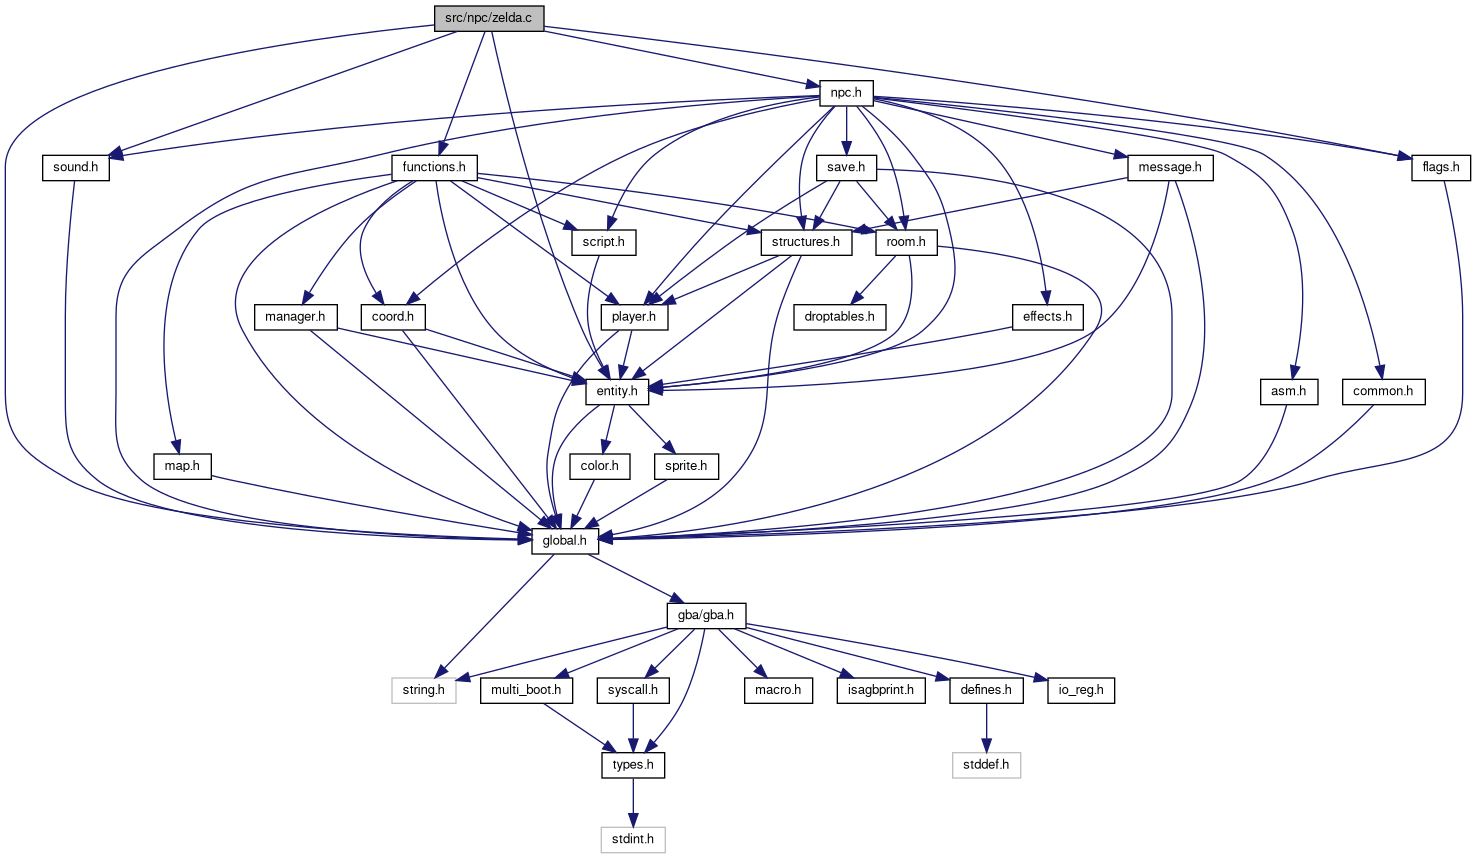 src/npc/zelda.c
npc.h
sound.h
functions.h
save.h
message.h
flags.h
script.h
structures.h
room.h
manager.h
coord.h
player.h
droptables.h
effects.h
entity.h
asm.h
common.h
map.h
color.h
sprite.h
global.h
gba/gba.h
string.h
multi_boot.h
syscall.h
macro.h
isagbprint.h
defines.h
io_reg.h
types.h
stddef.h
stdint.h